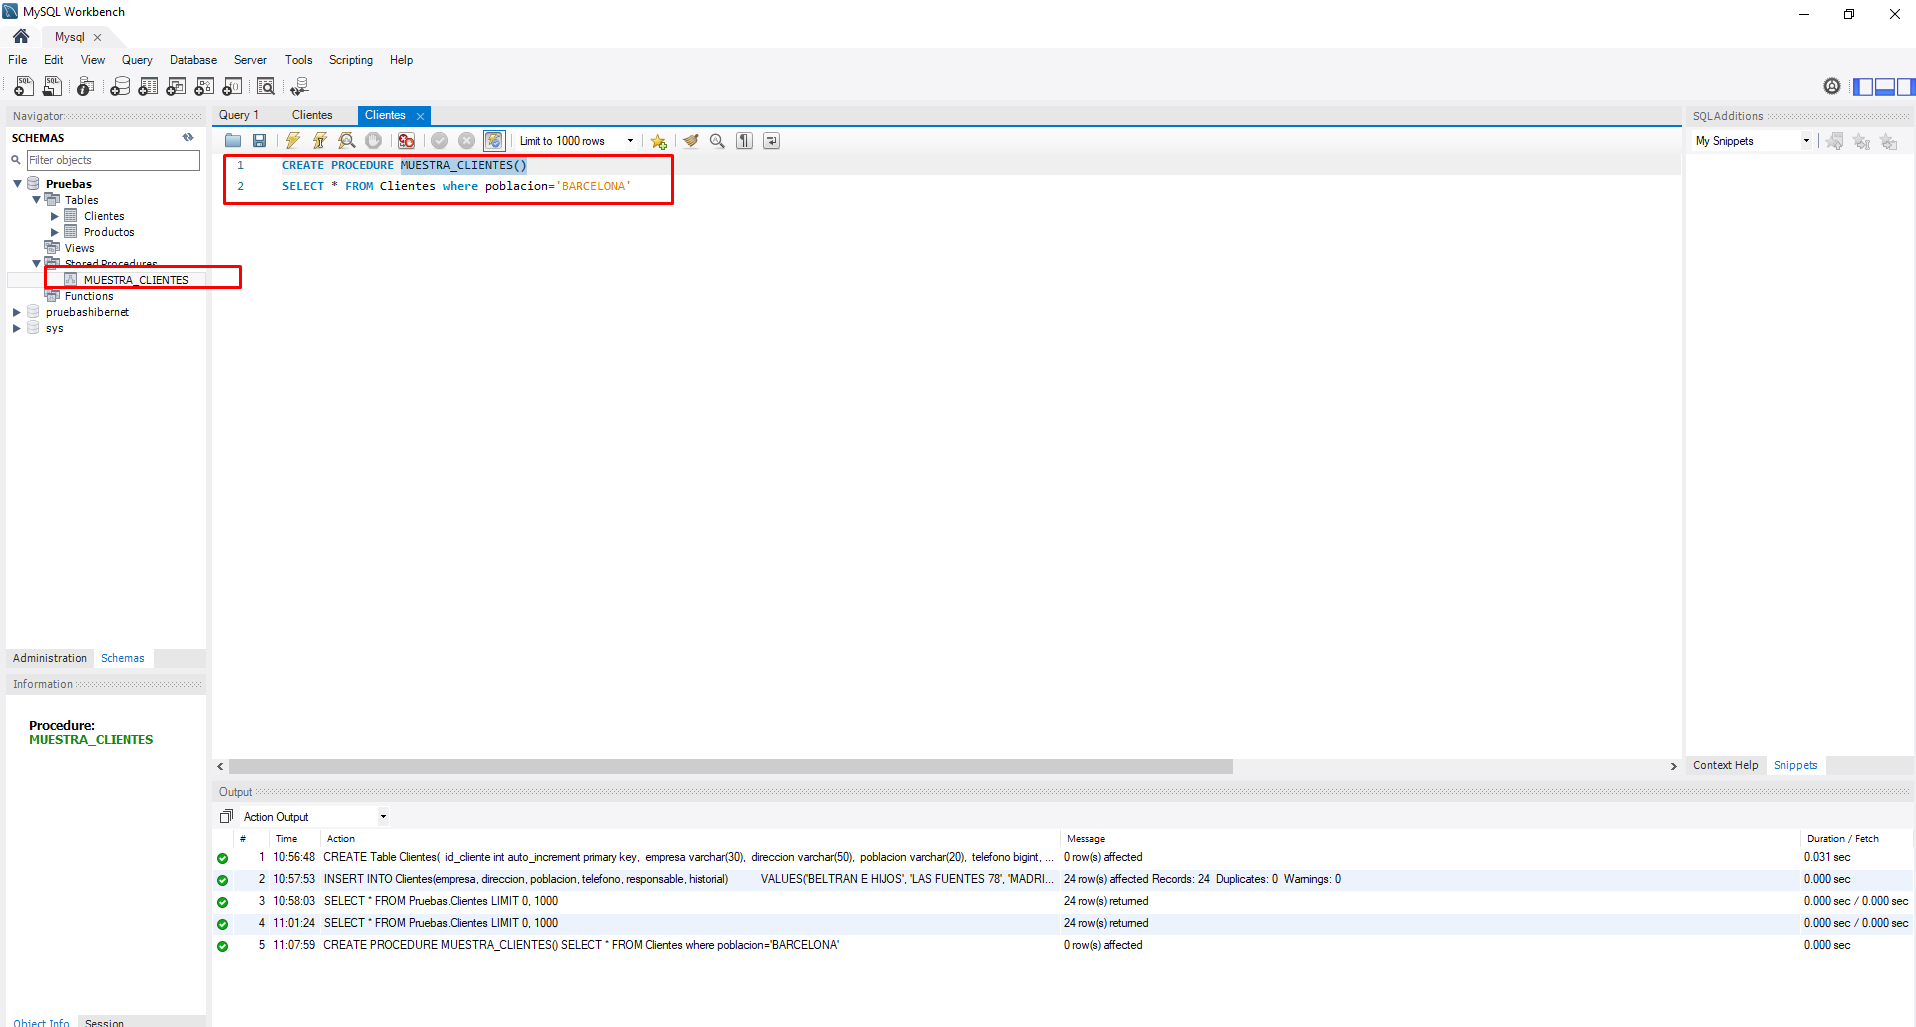 MySQL Workbench
Mysql
File Edit View Query Database Server Tools Scripting Help
Navigator
SCHEMAS
Filter objects
Pruebas
Tables
Clientes
Productos
Views
Stored Procedures
MUESTRA_CLIENTES
Functions
pruebashibernet
sys
Administration Schemas
Information
Procedure:
MUESTRA_CLIENTES
Object Info Session
Query 1 Clientes Clientes
Limit to 1000 rows
1 CREATE PROCEDURE MUESTRA_CLIENTES()
2 SELECT * FROM Clientes where poblacion='BARCELONA'
SQLAdditions
My Snippets
Context Help Snippets
Output
Action Output
# Time Action Message Duration / Fetch
1 10:56:48 CREATE Table Clientes( id_cliente int auto_increment primary key, empresa varchar(30), direccion varchar(50), poblacion varchar(20), telefono bigint, ... 0 row(s) affected 0.031 sec
2 10:57:53 INSERT INTO Clientes(empresa, direccion, poblacion, telefono, responsable, historial) VALUES('BELTRAN E HIJOS', 'LAS FUENTES 78', 'MADRI... 24 row(s) affected Records: 24 Duplicates: 0 Warnings: 0 0.000 sec
3 10:58:03 SELECT * FROM Pruebas.Clientes LIMIT 0, 1000 24 row(s) returned 0.000 sec / 0.000 sec
4 11:01:24 SELECT * FROM Pruebas.Clientes LIMIT 0, 1000 24 row(s) returned 0.000 sec / 0.000 sec
5 11:07:59 CREATE PROCEDURE MUESTRA_CLIENTES() SELECT * FROM Clientes where poblacion='BARCELONA' 0 row(s) affected 0.000 sec